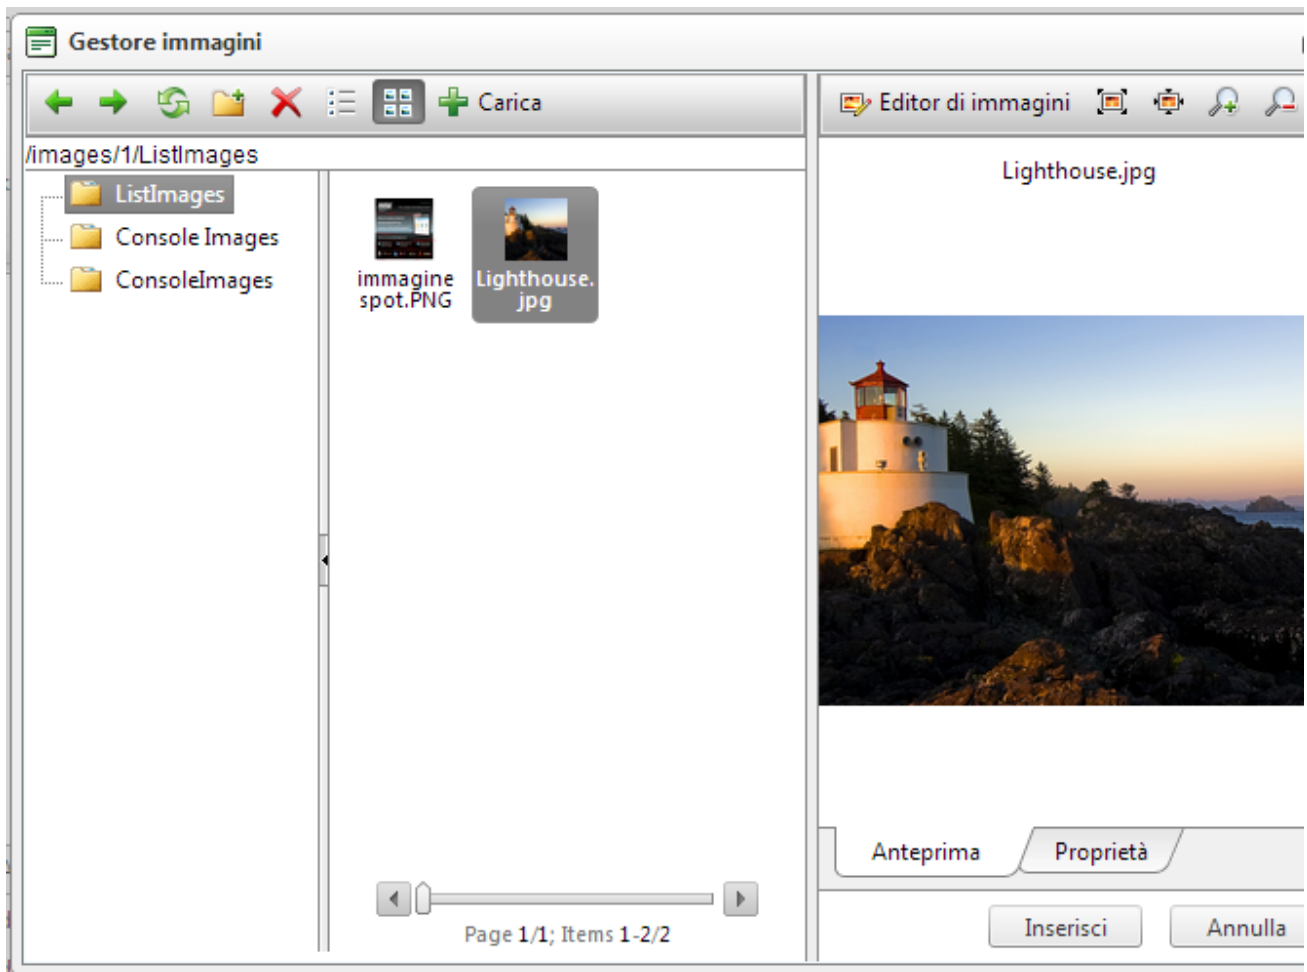 Gestore immagini
Carica
Editor di immagini
/images/1/ListImages
ListImages
Console Images
ConsoleImages
immagine
spot.PNG
Lighthouse.
jpg
Page 1/1; Items 1-2/2
Lighthouse.jpg
Anteprima
Proprietà
Inserisci
Annulla